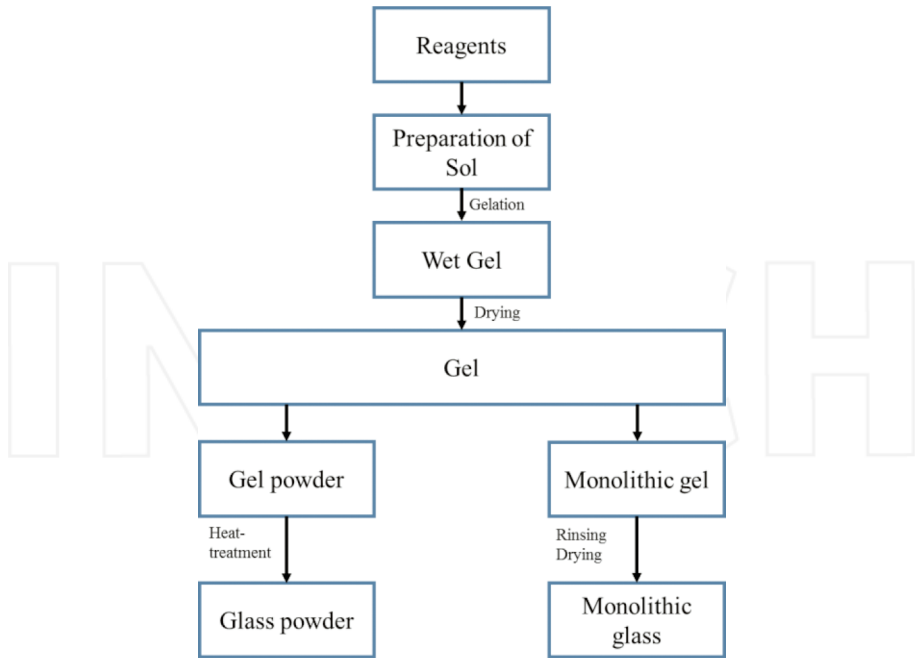 Reagents
Preparation of
Sol
Gelation
Wet Gel
Drying
Gel
Gel powder
Monolithic gel
Heat-
treatment
Rinsing
Drying
Glass powder
Monolithic
glass